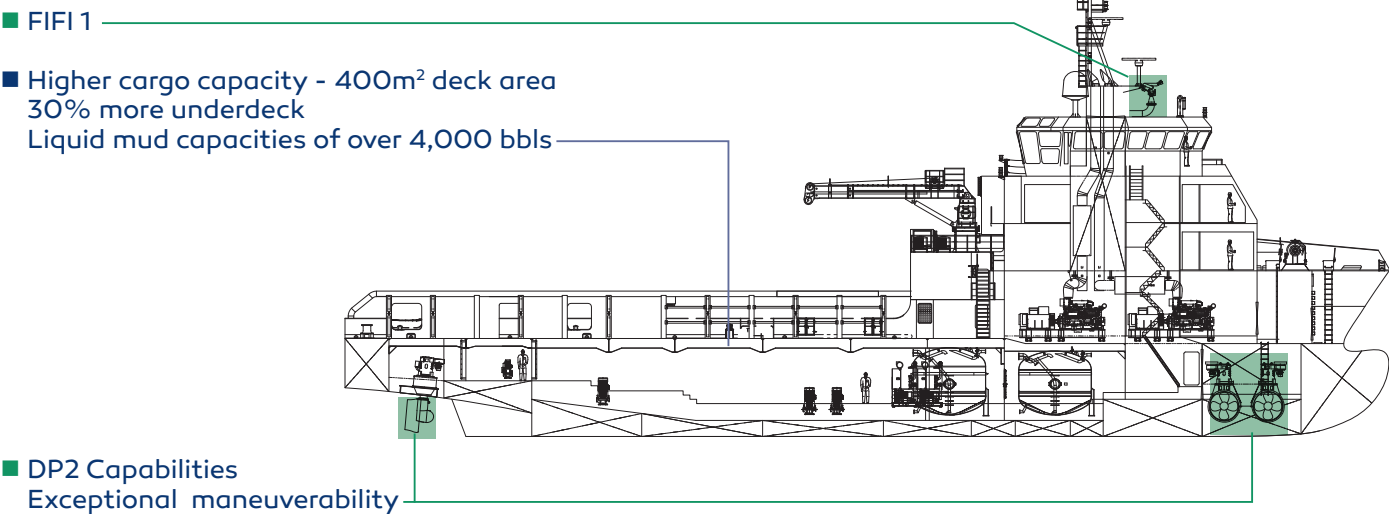 FIFI 1
Higher cargo capacity - 400m² deck area
30% more underdeck
Liquid mud capacities of over 4,000 bbls
DP2 Capabilities
Exceptional maneuverability